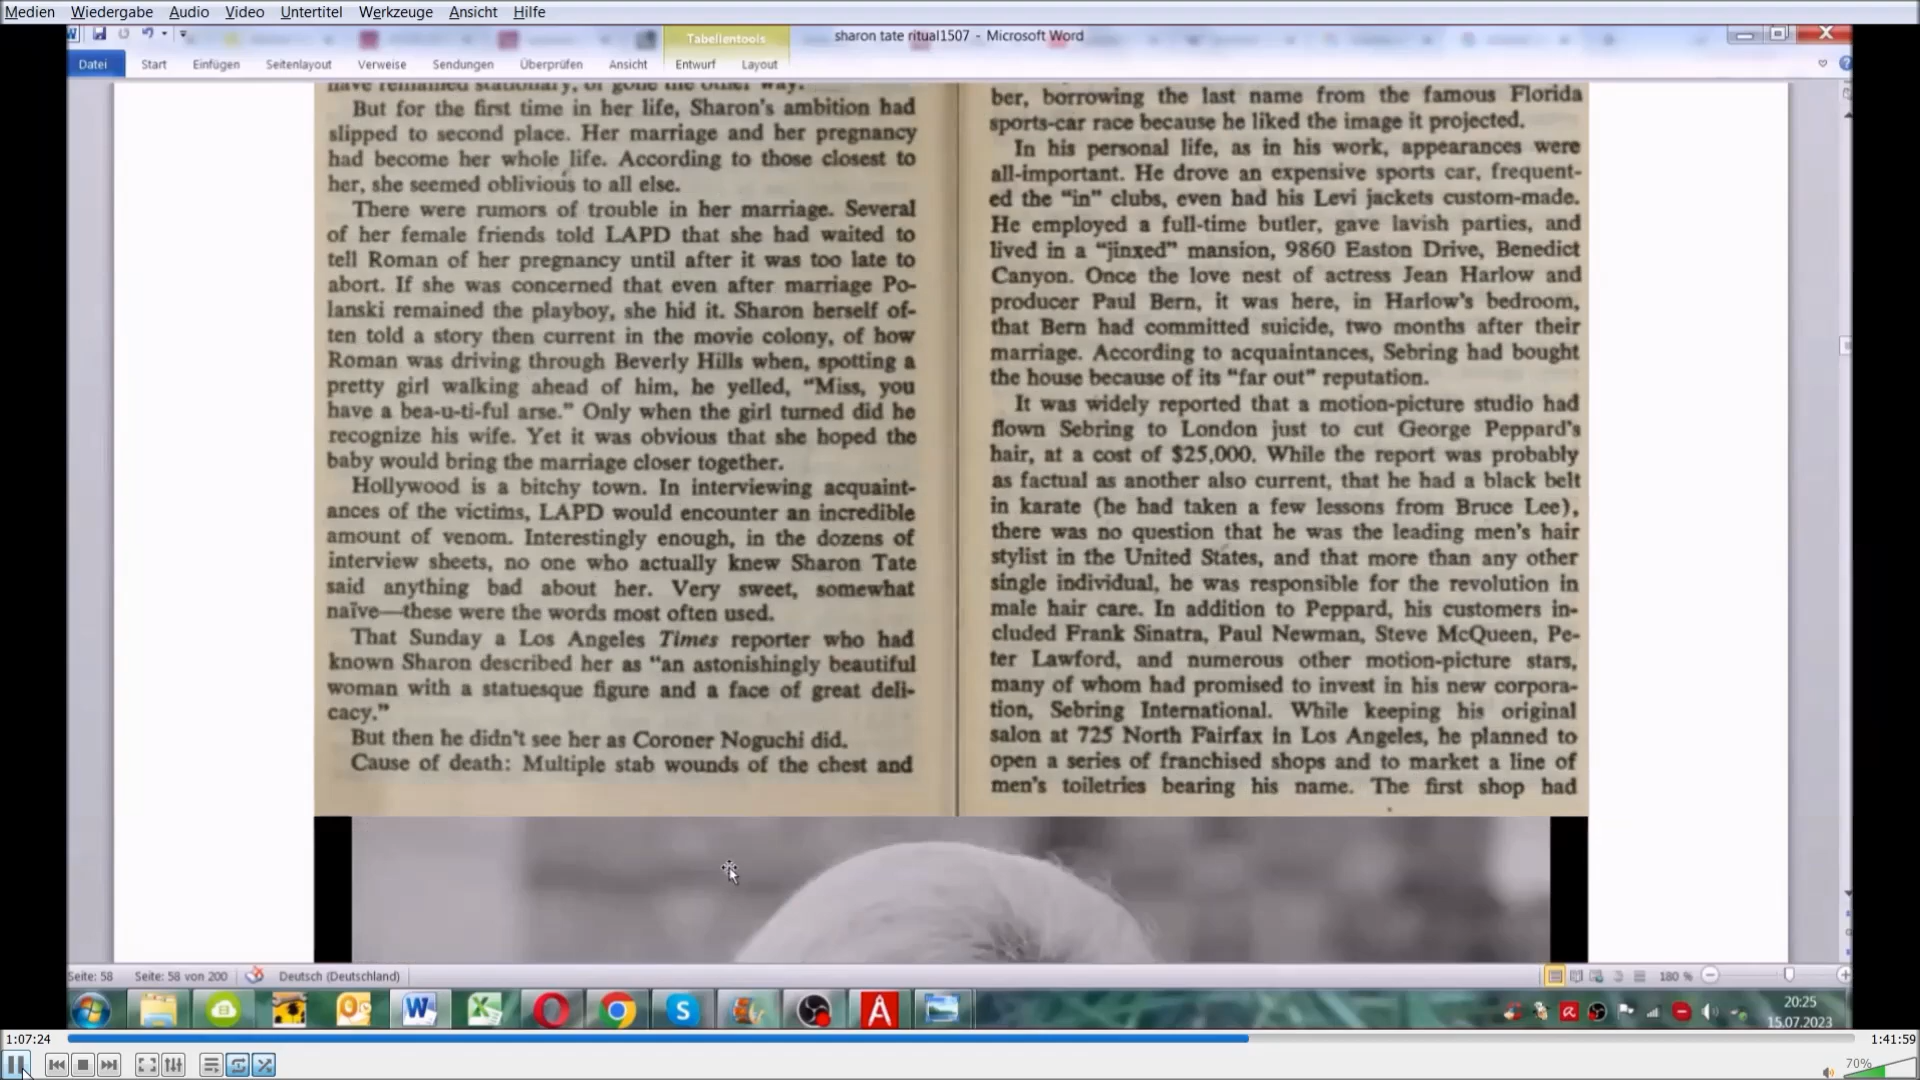 Medien Wiedergabe Audio Video Untertitel Werkzeuge Ansicht Hilfe
Tabellentools
sharon tate ritual1507 - Microsoft Word
Datei Start Einfügen Seitenlayout Verweise Sendungen Überprüfen Ansicht Entwurf Layout
have remained stationary, or gone the other way.
But for the first time in her life, Sharon's ambition had
slipped to second place. Her marriage and her pregnancy
had become her whole life. According to those closest to
her, she seemed oblivious to all else.
There were rumors of trouble in her marriage. Several
of her female friends told LAPD that she had waited to
tell Roman of her pregnancy until after it was too late to
abort. If she was concerned that even after marriage Po-
lanski remained the playboy, she hid it. Sharon herself of-
ten told a story then current in the movie colony, of how
Roman was driving through Beverly Hills when, spotting a
pretty girl walking ahead of him, he yelled, "Miss, you
have a bea-u-ti-ful arse." Only when the girl turned did he
recognize his wife. Yet it was obvious that she hoped the
baby would bring the marriage closer together.
Hollywood is a bitchy town. In interviewing acquaint-
ances of the victims, LAPD would encounter an incredible
amount of venom. Interestingly enough, in the dozens of
interview sheets, no one who actually knew Sharon Tate
said anything bad about her. Very sweet, somewhat
naïve—these were the words most often used.
That Sunday a Los Angeles Times reporter who had
known Sharon described her as "an astonishingly beautiful
woman with a statuesque figure and a face of great deli-
cacy."
But then he didn't see her as Coroner Noguchi did.
Cause of death: Multiple stab wounds of the chest and
ber, borrowing the last name from the famous Florida
sports-car race because he liked the image it projected.
In his personal life, as in his work, appearances were
all-important. He drove an expensive sports car, frequent-
ed the "in" clubs, even had his Levi jackets custom-made.
He employed a full-time butler, gave lavish parties, and
lived in a "jinxed" mansion, 9860 Easton Drive, Benedict
Canyon. Once the love nest of actress Jean Harlow and
producer Paul Bern, it was here, in Harlow's bedroom,
that Bern had committed suicide, two months after their
marriage. According to acquaintances, Sebring had bought
the house because of its "far out" reputation.
It was widely reported that a motion-picture studio had
flown Sebring to London just to cut George Peppard's
hair, at a cost of $25,000. While the report was probably
as factual as another also current, that he had a black belt
in karate (he had taken a few lessons from Bruce Lee),
there was no question that he was the leading men's hair
stylist in the United States, and that more than any other
single individual, he was responsible for the revolution in
male hair care. In addition to Peppard, his customers in-
cluded Frank Sinatra, Paul Newman, Steve McQueen, Pe-
ter Lawford, and numerous other motion-picture stars,
many of whom had promised to invest in his new corpora-
tion, Sebring International. While keeping his original
salon at 725 North Fairfax in Los Angeles, he planned to
open a series of franchised shops and to market a line of
men's toiletries bearing his name. The first shop had
Seite: 58 Seite: 58 von 200 Deutsch (Deutschland) 180 %
20:25
15.07.2023
1:07:24 1:41:59
70%